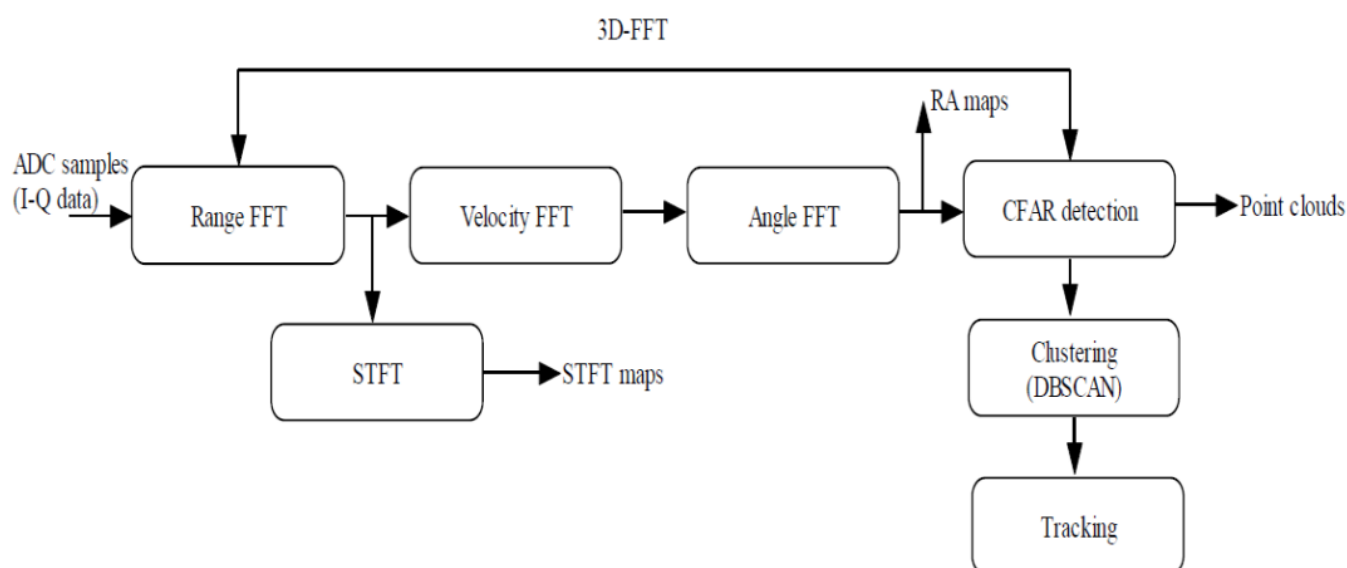 3D-FFT
RA maps
ADC samples
(I-Q data)
Range FFT
Velocity FFT
Angle FFT
CFAR detection
Point clouds
STFT
STFT maps
Clustering
(DBSCAN)
Tracking